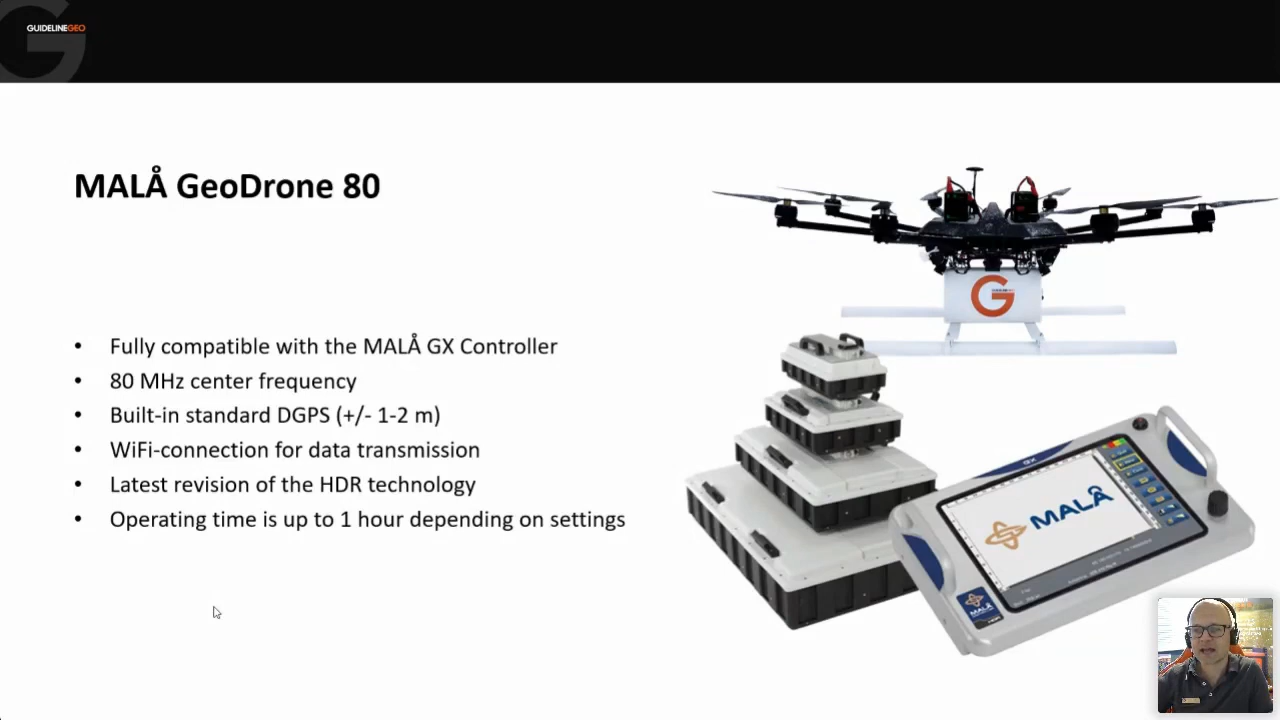 GUIDELINEGEO
MALÅ GeoDrone 80
• Fully compatible with the MALÅ GX Controller
• 80 MHz center frequency
• Built-in standard DGPS (+/- 1-2 m)
• WiFi-connection for data transmission
• Latest revision of the HDR technology
• Operating time is up to 1 hour depending on settings
G
MALÅ
MALÅ